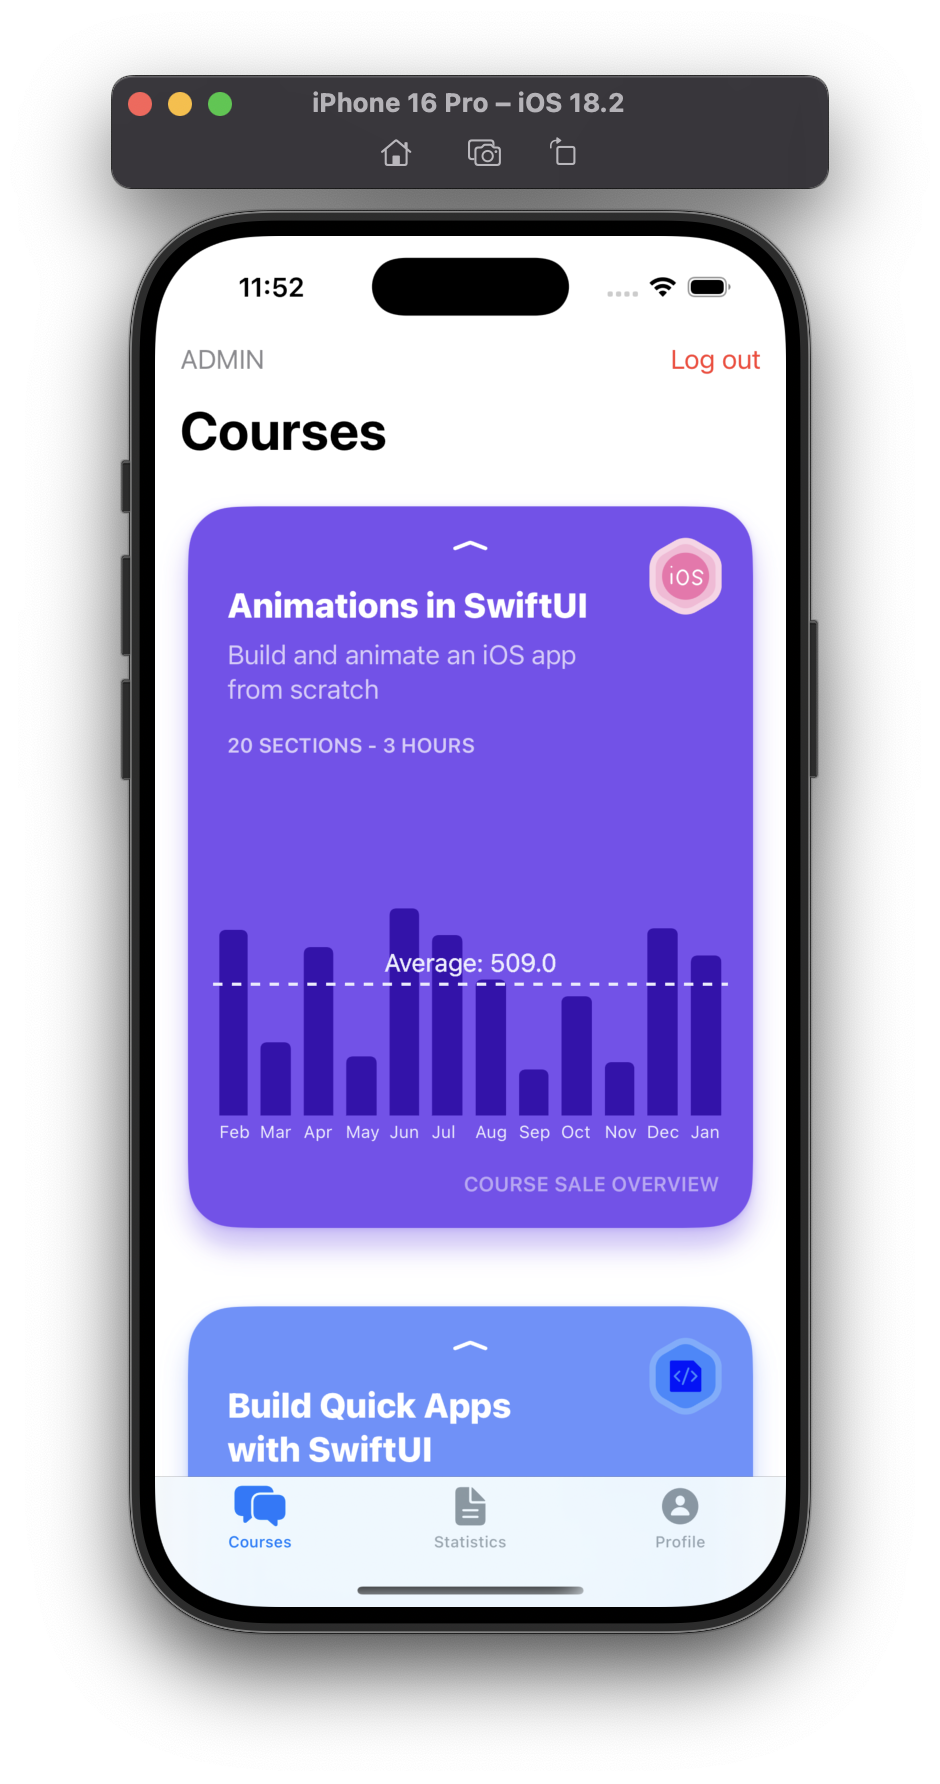 iPhone 16 Pro – iOS 18.2
11:52
ADMIN
Log out
Courses
iOS
Animations in SwiftUI
Build and animate an iOS app
from scratch
20 SECTIONS - 3 HOURS
Average: 509.0
Feb Mar Apr May Jun Jul Aug Sep Oct Nov Dec Jan
COURSE SALE OVERVIEW
</>
Build Quick Apps
with SwiftUI
Courses
Statistics
Profile